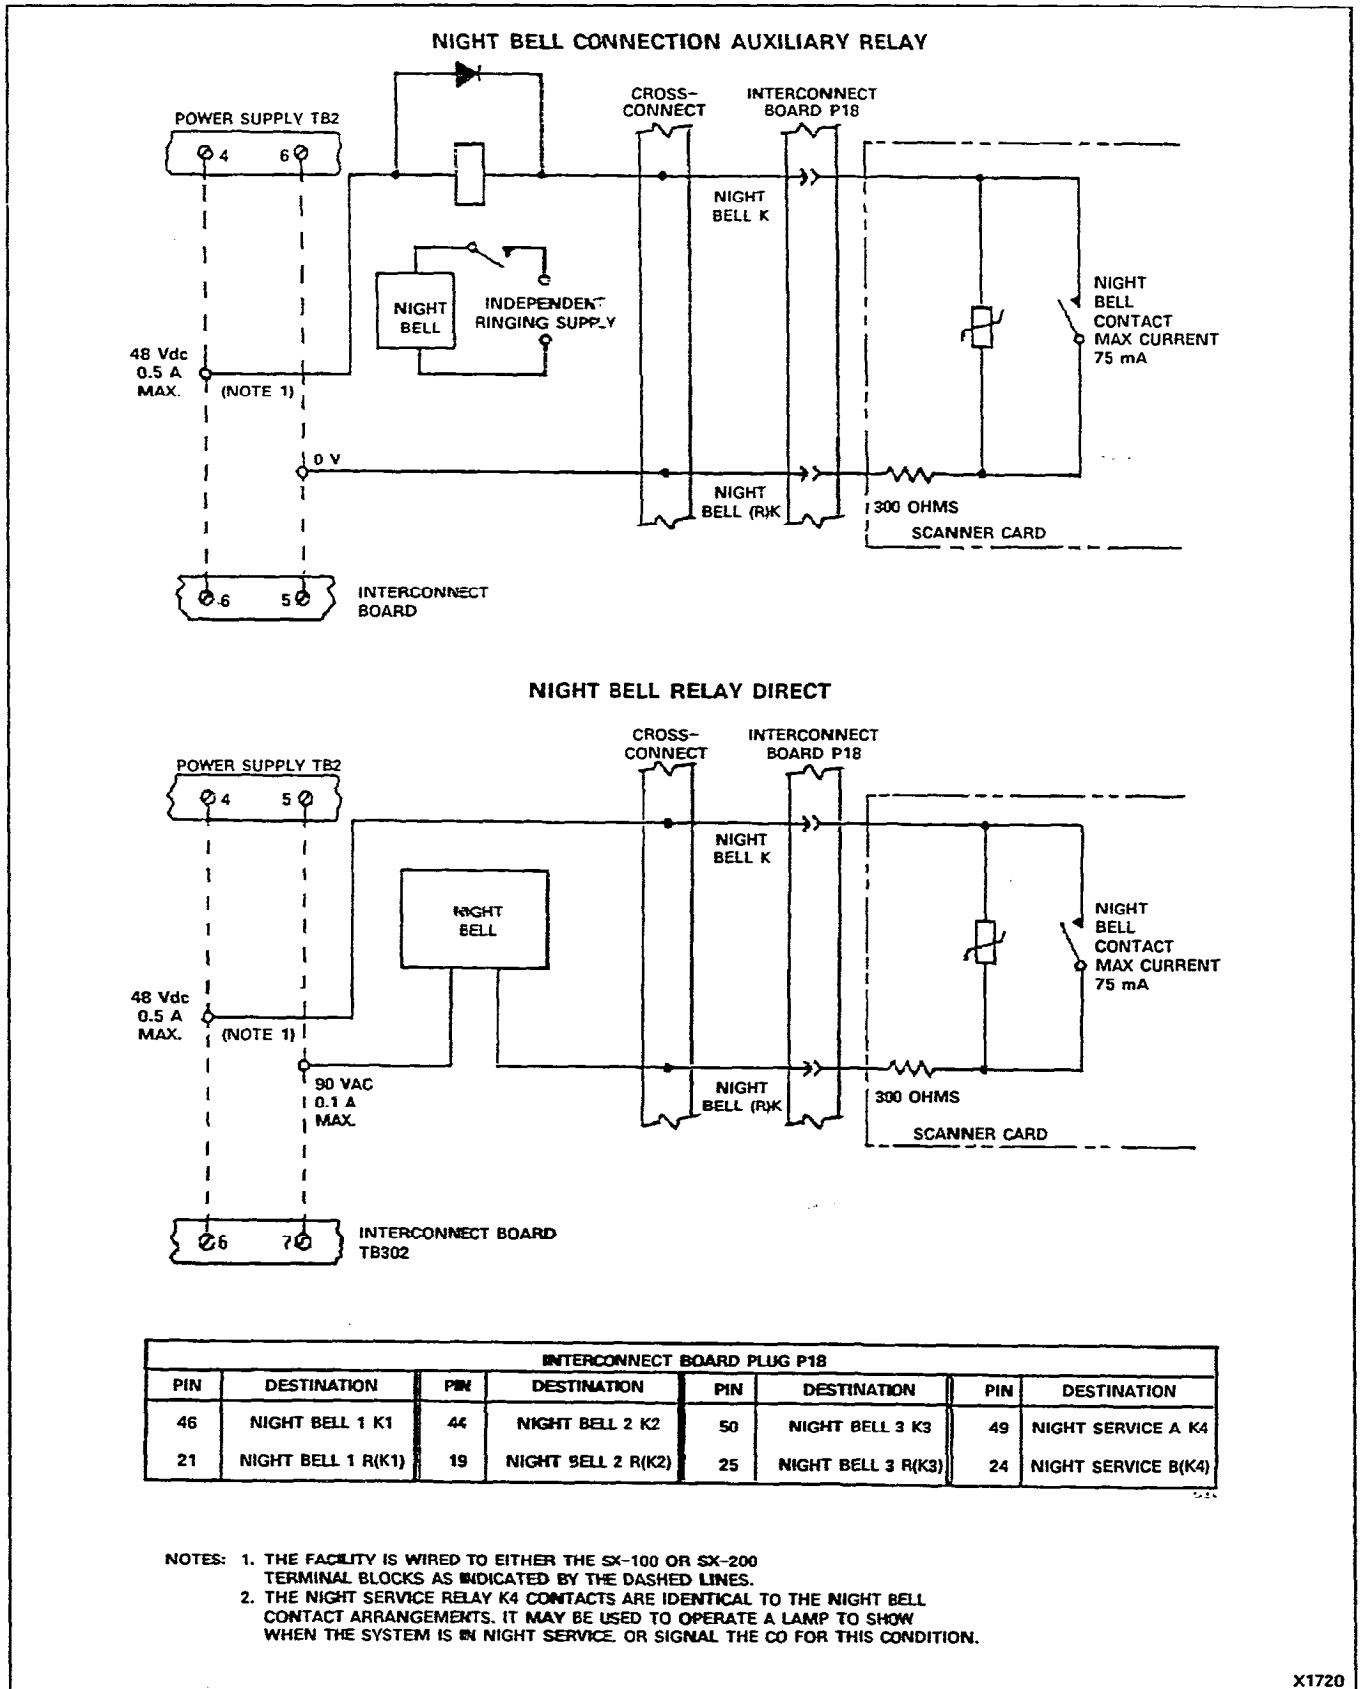 NIGHT BELL CONNECTION AUXILIARY RELAY
POWER SUPPLY TB2
4 6
CROSS-
CONNECT
INTERCONNECT
BOARD P18
NIGHT
BELL K
NIGHT
BELL
INDEPENDENT
RINGING SUPPLY
NIGHT
BELL
CONTACT
MAX CURRENT
75 mA
48 Vdc
0.5 A
MAX.
(NOTE 1)
0 V
NIGHT
BELL (R)K
300 OHMS
SCANNER CARD
6 5
INTERCONNECT
BOARD
NIGHT BELL RELAY DIRECT
POWER SUPPLY TB2
4 5
CROSS-
CONNECT
INTERCONNECT
BOARD P18
NIGHT
BELL K
NIGHT
BELL
NIGHT
BELL
CONTACT
MAX CURRENT
75 mA
48 Vdc
0.5 A
MAX.
(NOTE 1)
90 VAC
0.1 A
MAX.
NIGHT
BELL (R)K
300 OHMS
SCANNER CARD
6 7
INTERCONNECT BOARD
TB302
INTERCONNECT BOARD PLUG P18
PIN DESTINATION PIN DESTINATION PIN DESTINATION PIN DESTINATION
46 NIGHT BELL 1 K1 44 NIGHT BELL 2 K2 50 NIGHT BELL 3 K3 49 NIGHT SERVICE A K4
21 NIGHT BELL 1 R(K1) 19 NIGHT BELL 2 R(K2) 25 NIGHT BELL 3 R(K3) 24 NIGHT SERVICE B(K4)
NOTES: 1. THE FACILITY IS WIRED TO EITHER THE SX-100 OR SX-200
TERMINAL BLOCKS AS INDICATED BY THE DASHED LINES.
2. THE NIGHT SERVICE RELAY K4 CONTACTS ARE IDENTICAL TO THE NIGHT BELL
CONTACT ARRANGEMENTS. IT MAY BE USED TO OPERATE A LAMP TO SHOW
WHEN THE SYSTEM IS IN NIGHT SERVICE OR SIGNAL THE CO FOR THIS CONDITION.
X1720